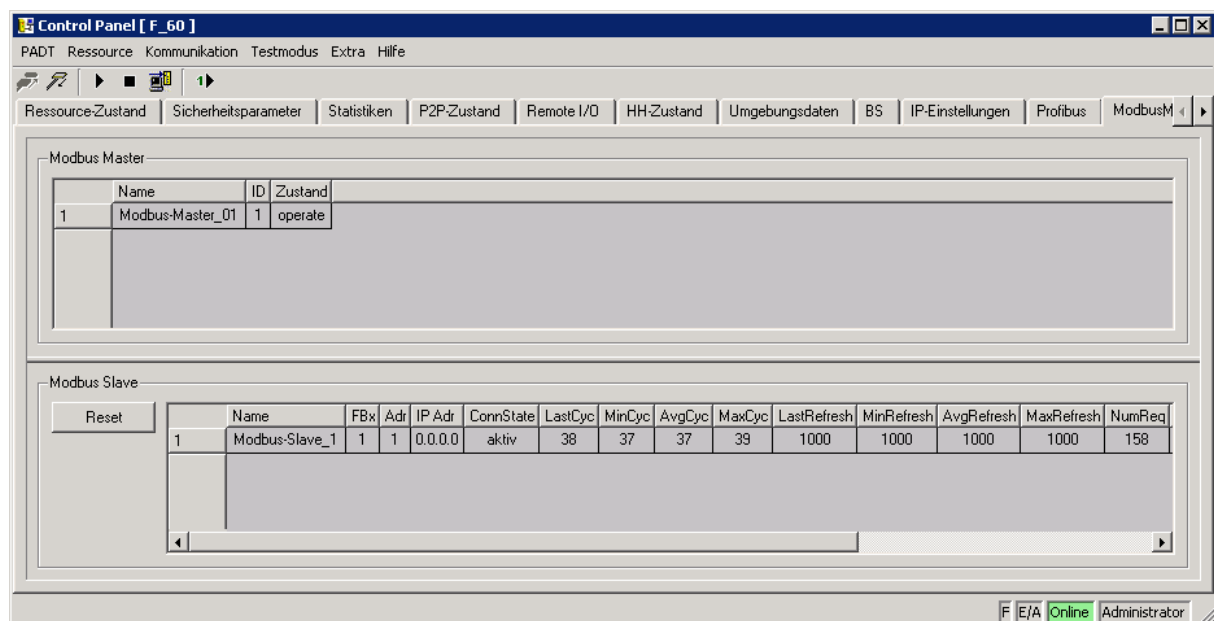 Control Panel [ F_60 ]
PADT Ressource Kommunikation Testmodus Extra Hilfe
1
Ressource-Zustand Sicherheitsparameter Statistiken P2P-Zustand Remote I/O HH-Zustand Umgebungsdaten BS IP-Einstellungen Profibus ModbusM
Modbus Master
Name ID Zustand
1 Modbus-Master_01 1 operate
Modbus Slave
Reset
Name FBx Adr IP Adr ConnState LastCyc MinCyc AvgCyc MaxCyc LastRefresh MinRefresh AvgRefresh MaxRefresh NumReq
1 Modbus-Slave_1 1 1 0.0.0.0 aktiv 38 37 37 39 1000 1000 1000 1000 158
F E/A Online Administrator